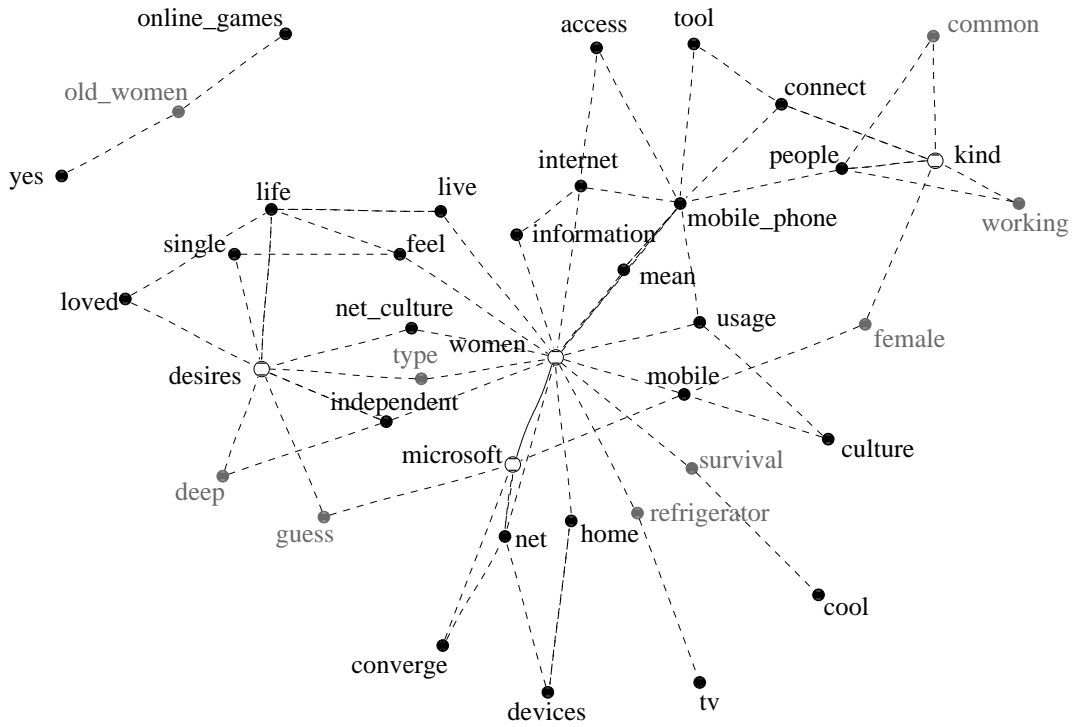 online_games
access
tool
common
old_women
connect
internet
people
kind
yes
life
live
mobile_phone
working
single
feel
information
mean
loved
net_culture
usage
women
female
type
desires
mobile
independent
microsoft
survival
culture
deep
refrigerator
guess
net
home
cool
converge
tv
devices